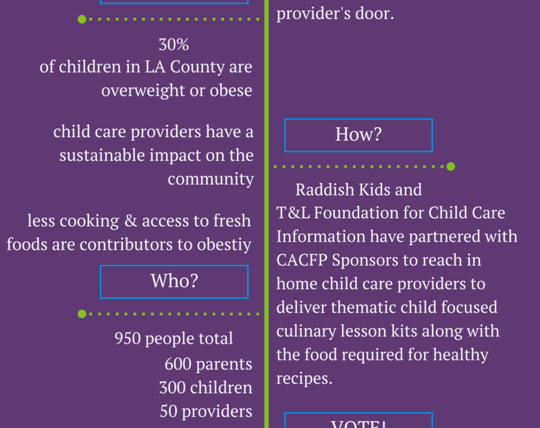 30%
of children in LA County are
overweight or obese
child care providers have a
sustainable impact on the
community
less cooking & access to fresh
foods are contributors to obestiy
Who?
950 people total
600 parents
300 children
50 providers
provider's door.
How?
Raddish Kids and
T&L Foundation for Child Care
Information have partnered with
CACFP Sponsors to reach in
home child care providers to
deliver thematic child focused
culinary lesson kits along with
the food required for healthy
recipes.
VOTE!